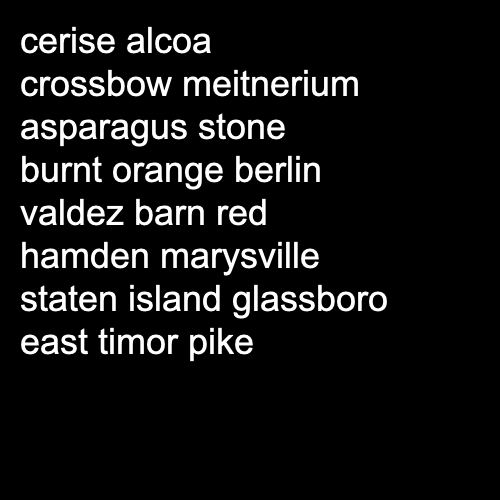 cerise alcoa
crossbow meitnerium
asparagus stone
burnt orange berlin
valdez barn red
hamden marysville
staten island glassboro
east timor pike